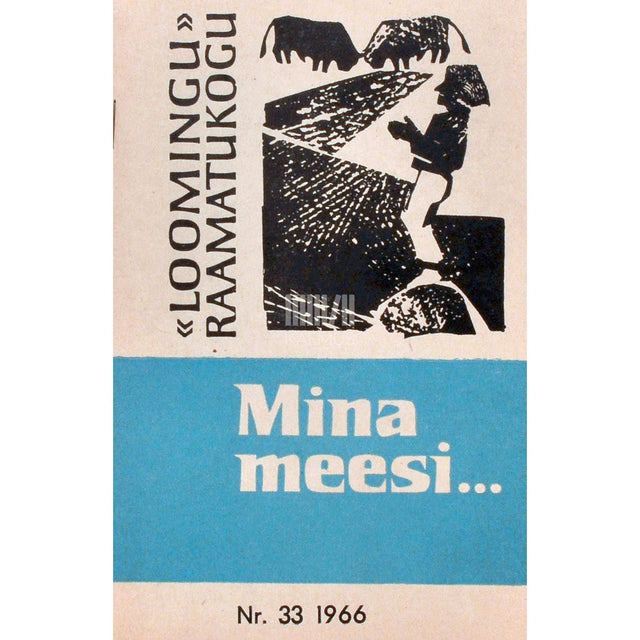 «LOOMINGU»
RAAMATUKOGU
Mina
meesi...
Nr. 33 1966